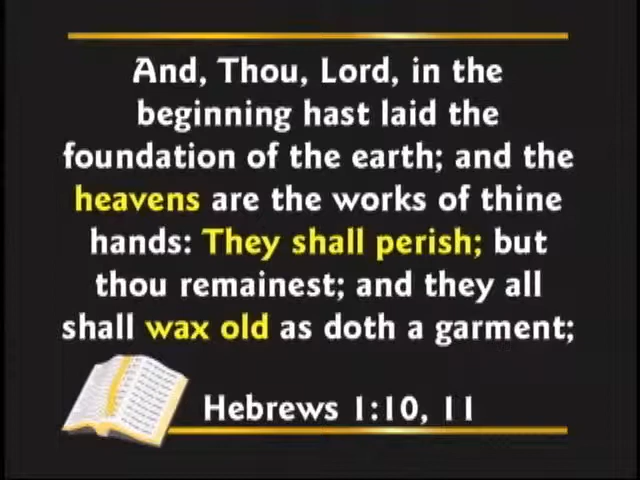 And, Thou, Lord, in the
beginning hast laid the
foundation of the earth; and the
heavens are the works of thine
hands: They shall perish; but
thou remainest; and they all
shall wax old as doth a garment;
Hebrews 1:10, 11